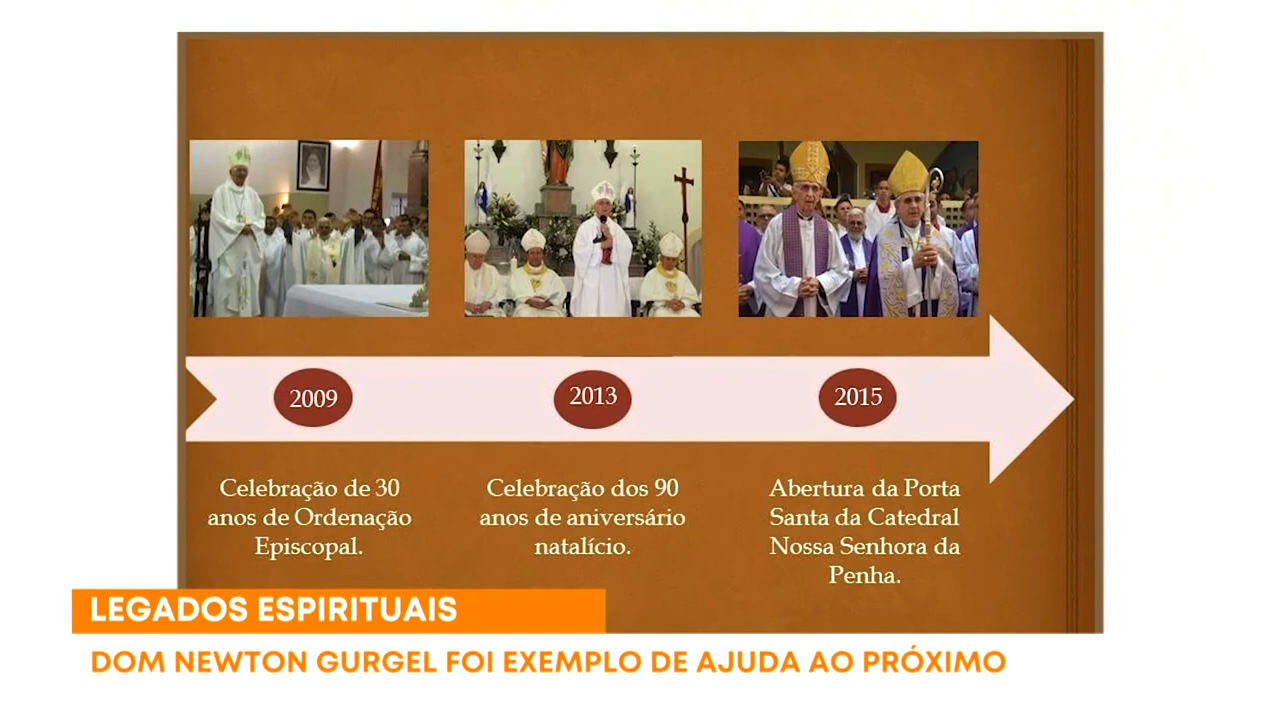 2009
2013
2015
Celebração de 30
anos de Ordenação
Episcopal.
Celebração dos 90
anos de aniversário
natalício.
Abertura da Porta
Santa da Catedral
Nossa Senhora da
Penha.
LEGADOS ESPIRITUAIS
DOM NEWTON GURGEL FOI EXEMPLO DE AJUDA AO PRÓXIMO